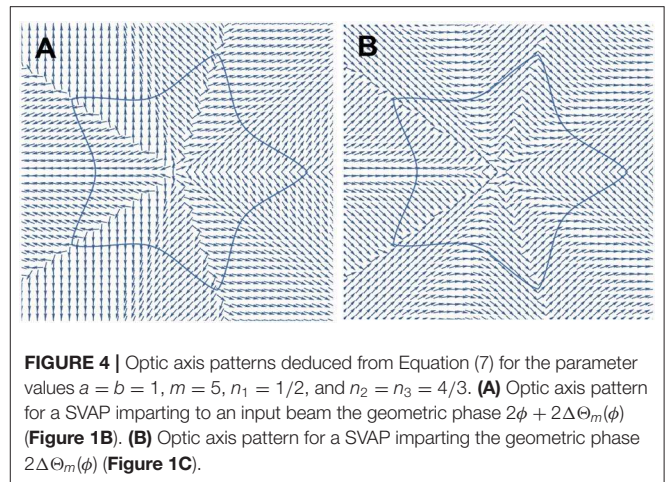 A
B
FIGURE 4 | Optic axis patterns deduced from Equation (7) for the parameter
values a = b = 1, m = 5, n₁ = 1/2, and n₂ = n₃ = 4/3. (A) Optic axis pattern
for a SVAP imparting to an input beam the geometric phase 2ϕ + 2ΔΘₘ(ϕ)
(Figure 1B). (B) Optic axis pattern for a SVAP imparting the geometric phase
2ΔΘₘ(ϕ) (Figure 1C).